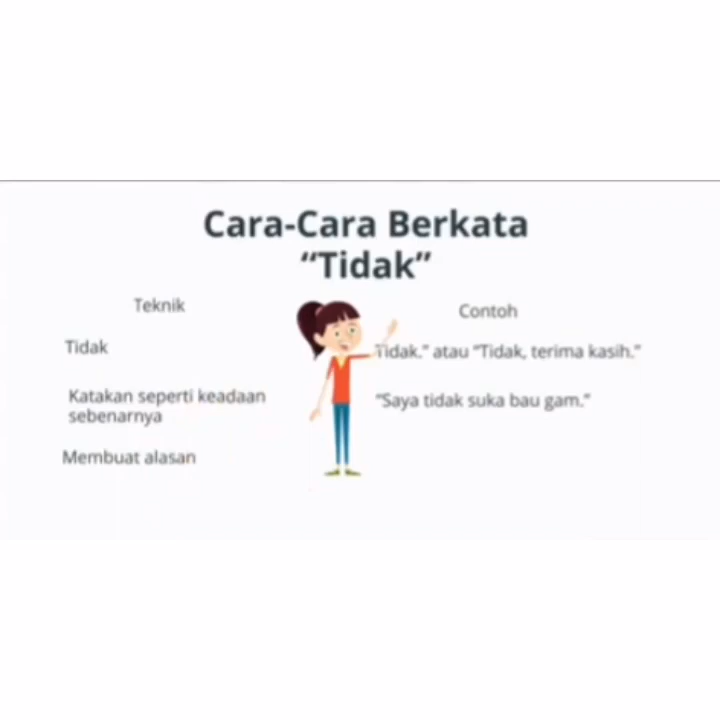 Cara-Cara Berkata
“Tidak”
Teknik
Contoh
Tidak
Tidak.” atau “Tidak, terima kasih.”
Katakan seperti keadaan
sebenarnya
“Saya tidak suka bau gam.”
Membuat alasan